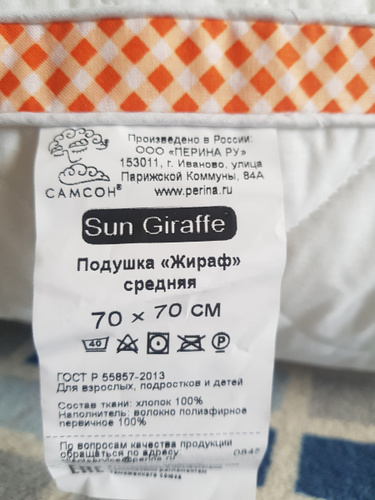 Произведено в России:
ООО «ПЕРИНА РУ»
153011, г. Иваново, улица
Парижской Коммуны, 84А
www.perina.ru
САМСОН®
Sun Giraffe
Подушка «Жираф»
средняя
70 × 70 СМ
40 P
ГОСТ Р 55857-2013
Для взрослых, подростков и детей
Состав ткани: хлопок 100%
Наполнитель: волокно полиэфирное
первичное 100%
По вопросам качества продукции
обращаться по адресу